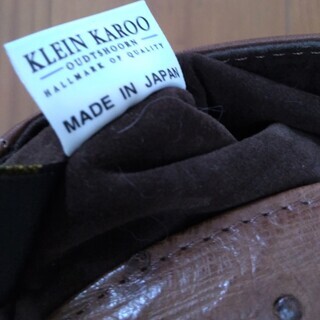 KLEIN KAROO
OUDTSHOORN
HALLMARK OF QUALITY
MADE IN JAPAN